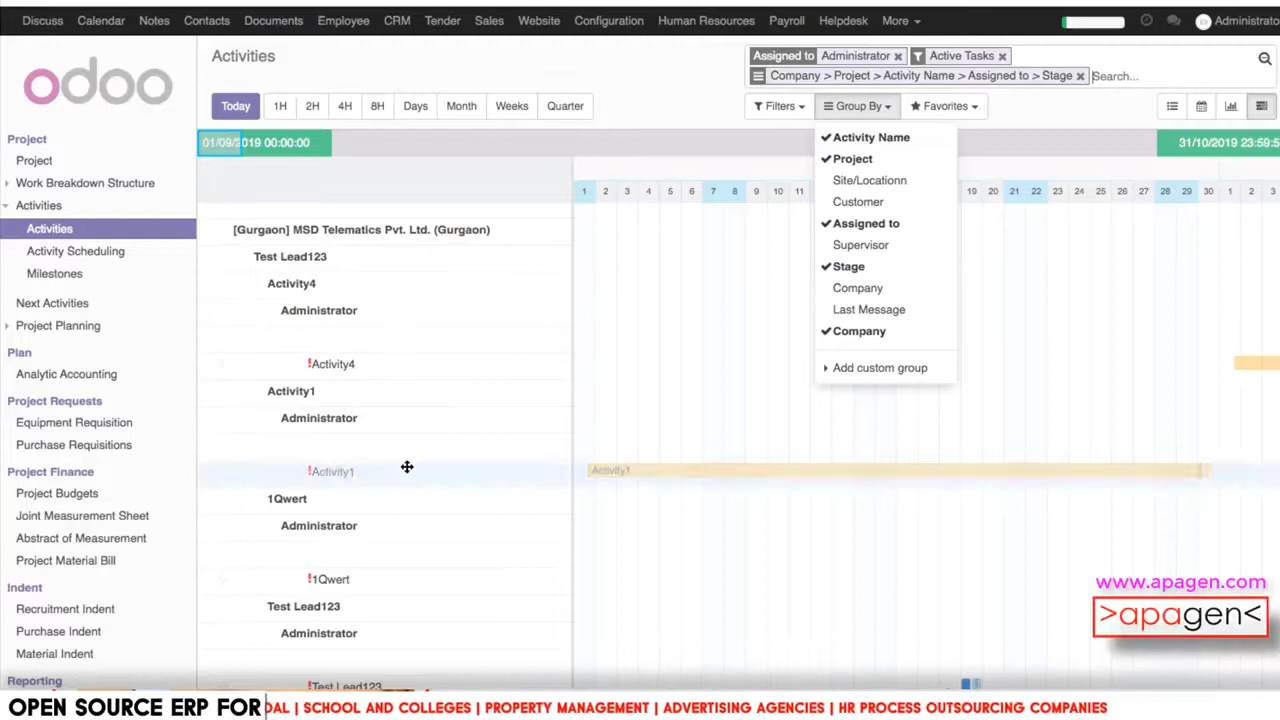 Discuss Calendar Notes Contacts Documents Employee CRM Tender Sales Website Configuration Human Resources Payroll Helpdesk More Administrato
odoo
Activities
Assigned to Administrator × Active Tasks ×
Company > Project > Activity Name > Assigned to > Stage × Search...
Today 1H 2H 4H 8H Days Month Weeks Quarter
Filters Group By Favorites
01/09/2019 00:00:00
31/10/2019 23:59:5
1 2 3 4 5 6 7 8 9 10 11 19 20 21 22 23 24 25 26 27 28 29 30 1 2 3
Project
Project
Work Breakdown Structure
Activities
Activities
Activity Scheduling
Milestones
Next Activities
Project Planning
Plan
Analytic Accounting
Project Requests
Equipment Requisition
Purchase Requisitions
Project Finance
Project Budgets
Joint Measurement Sheet
Abstract of Measurement
Project Material Bill
Indent
Recruitment Indent
Purchase Indent
Material Indent
Reporting
[Gurgaon] MSD Telematics Pvt. Ltd. (Gurgaon)
Test Lead123
Activity4
Administrator
!Activity4
Activity1
Administrator
!Activity1
Activity1
1Qwert
Administrator
!1Qwert
Test Lead123
Administrator
!Test Lead123
Activity Name
Project
Site/Locationn
Customer
Assigned to
Supervisor
Stage
Company
Last Message
Company
Add custom group
www.apagen.com
>apagen<
OPEN SOURCE ERP FOR
DAL | SCHOOL AND COLLEGES | PROPERTY MANAGEMENT | ADVERTISING AGENCIES | HR PROCESS OUTSOURCING COMPANIES